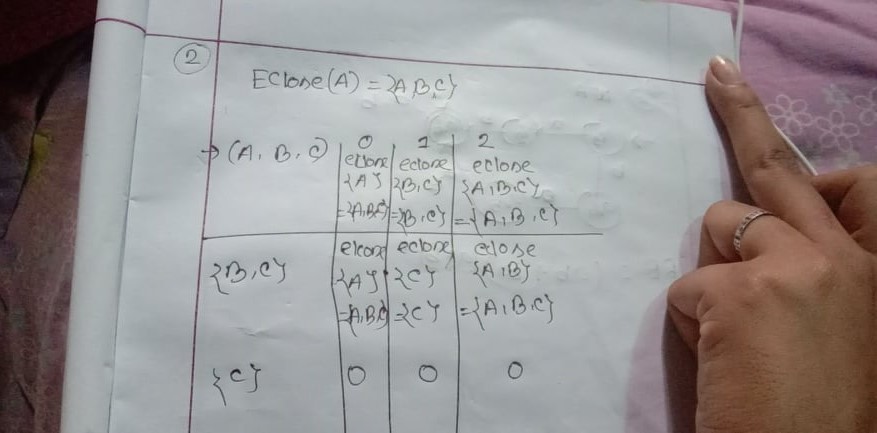 2
Eclose(A) = {A,B,C}
0 1 2
→ (A, B, C) eclose eclose eclose
{A} {B,C} {A,B,C}
={A,B,C} ={B,C} ={A,B,C}
eclose eclose eclose
{B,C} {A} {C} {A,B}
={A,B,C} ={C} ={A,B,C}
{C} 0 0 0